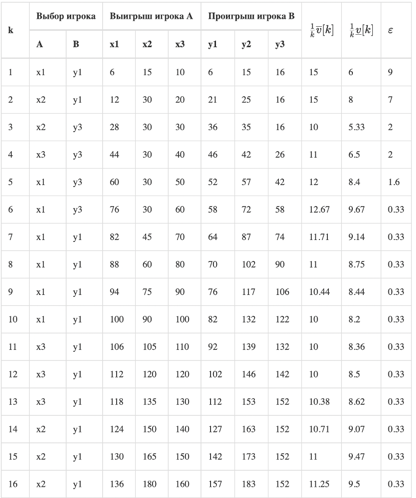 k Выбор игрока Выигрыш игрока A Проигрыш игрока B 1/k v̅[k] 1/k v̲[k] ε
A B x1 x2 x3 y1 y2 y3
1 x1 y1 6 15 10 6 15 16 15 6 9
2 x2 y1 12 30 20 21 25 16 15 8 7
3 x2 y3 28 30 30 36 35 16 10 5.33 2
4 x3 y3 44 30 40 46 42 26 11 6.5 2
5 x1 y3 60 30 50 52 57 42 12 8.4 1.6
6 x1 y3 76 30 60 58 72 58 12.67 9.67 0.33
7 x1 y1 82 45 70 64 87 74 11.71 9.14 0.33
8 x1 y1 88 60 80 70 102 90 11 8.75 0.33
9 x1 y1 94 75 90 76 117 106 10.44 8.44 0.33
10 x1 y1 100 90 100 82 132 122 10 8.2 0.33
11 x3 y1 106 105 110 92 139 132 10 8.36 0.33
12 x3 y1 112 120 120 102 146 142 10 8.5 0.33
13 x3 y1 118 135 130 112 153 152 10.38 8.62 0.33
14 x2 y1 124 150 140 127 163 152 10.71 9.07 0.33
15 x2 y1 130 165 150 142 173 152 11 9.47 0.33
16 x2 y1 136 180 160 157 183 152 11.25 9.5 0.33